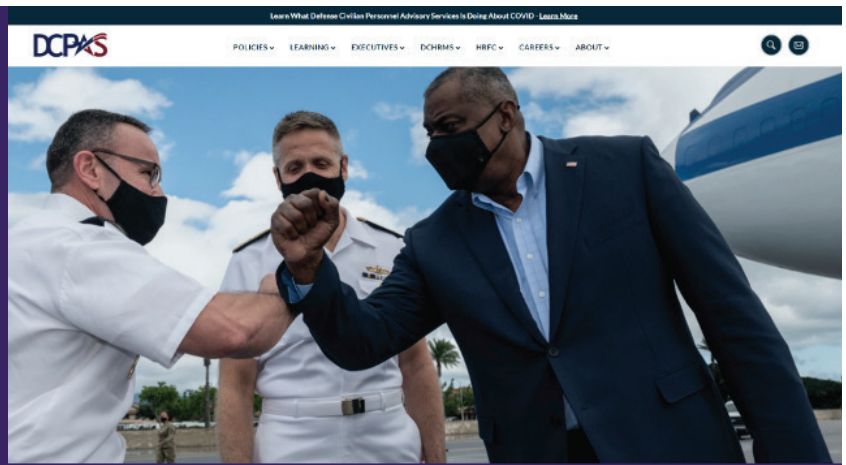 Learn What Defense Civilian Personnel Advisory Services Is Doing About COVID - Learn More
DCPAS
POLICIES LEARNING EXECUTIVES DCHRMS HRFC CAREERS ABOUT